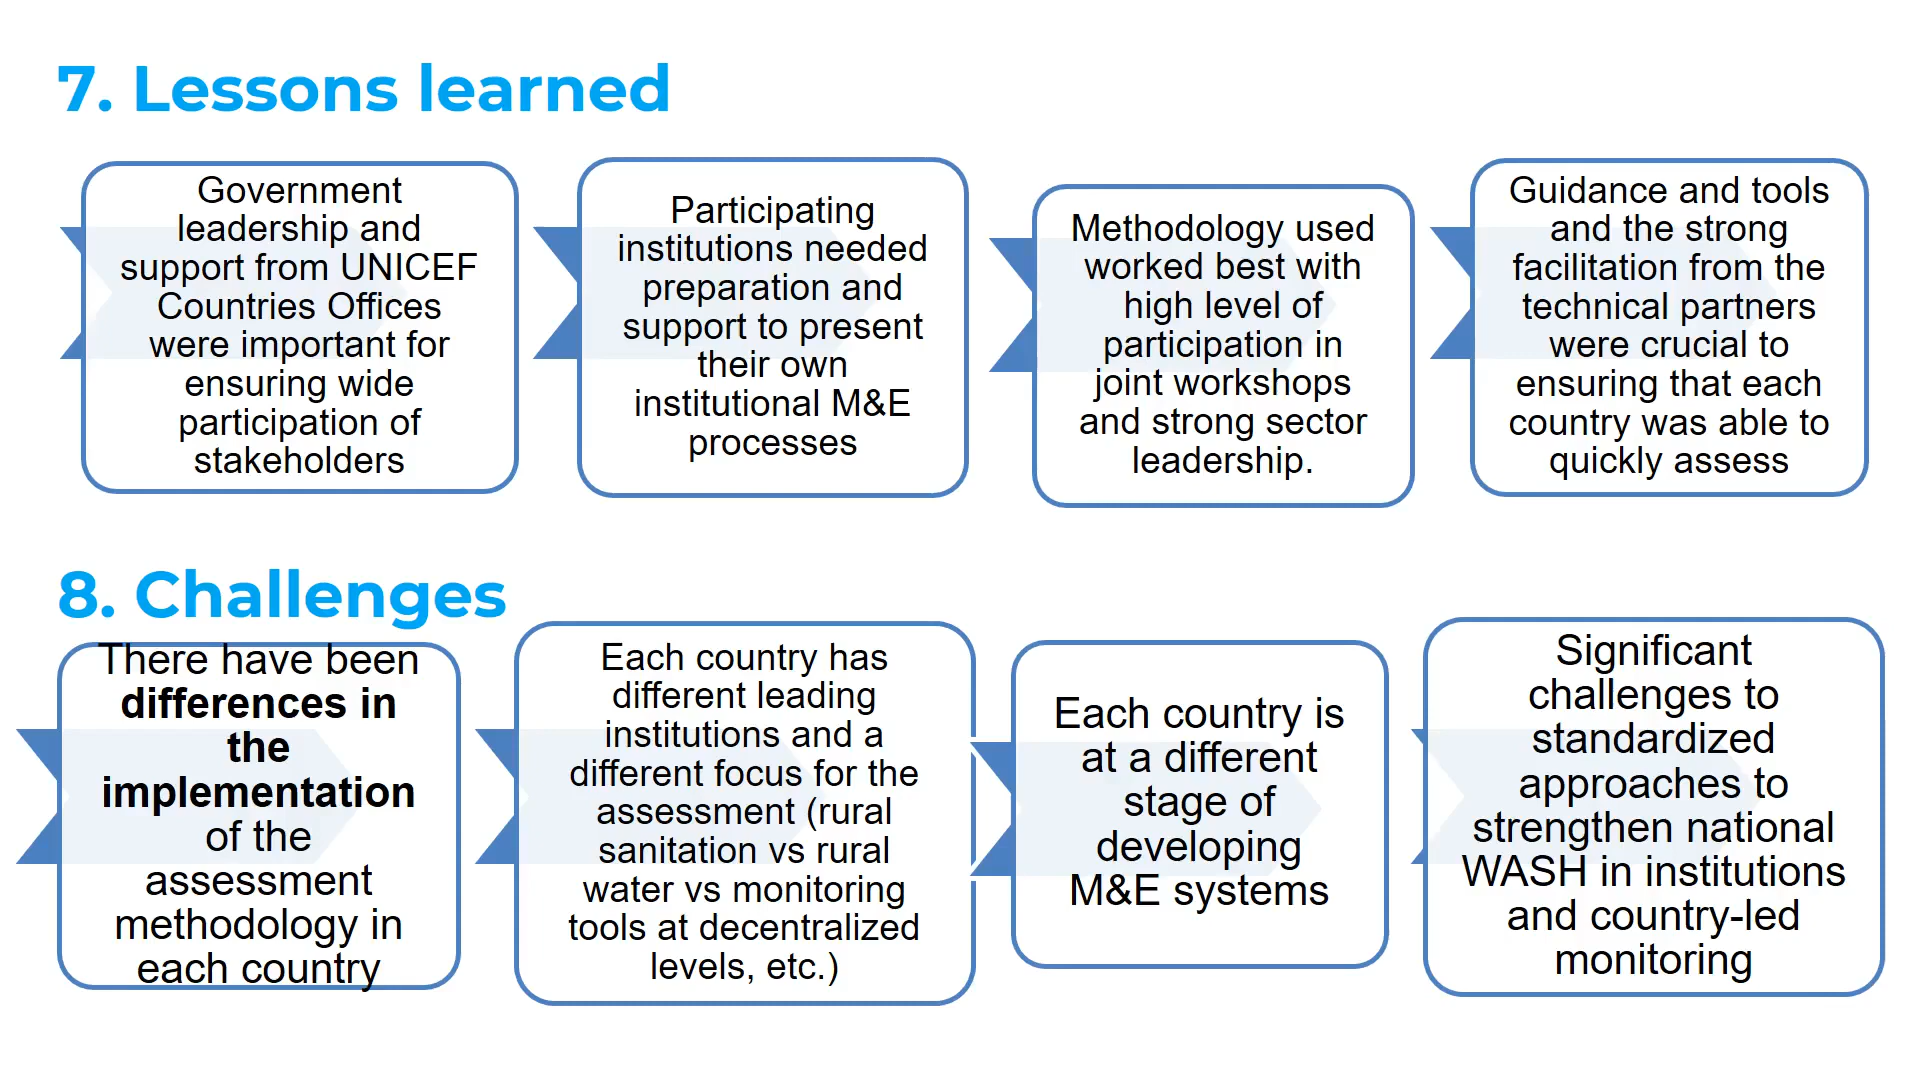 7. Lessons learned
Government
leadership and
support from UNICEF
Countries Offices
were important for
ensuring wide
participation of
stakeholders
Participating
institutions needed
preparation and
support to present
their own
institutional M&E
processes
Methodology used
worked best with
high level of
participation in
joint workshops
and strong sector
leadership.
Guidance and tools
and the strong
facilitation from the
technical partners
were crucial to
ensuring that each
country was able to
quickly assess
8. Challenges
There have been
differences in
the
implementation
of the
assessment
methodology in
each country
Each country has
different leading
institutions and a
different focus for the
assessment (rural
sanitation vs rural
water vs monitoring
tools at decentralized
levels, etc.)
Each country is
at a different
stage of
developing
M&E systems
Significant
challenges to
standardized
approaches to
strengthen national
WASH in institutions
and country-led
monitoring